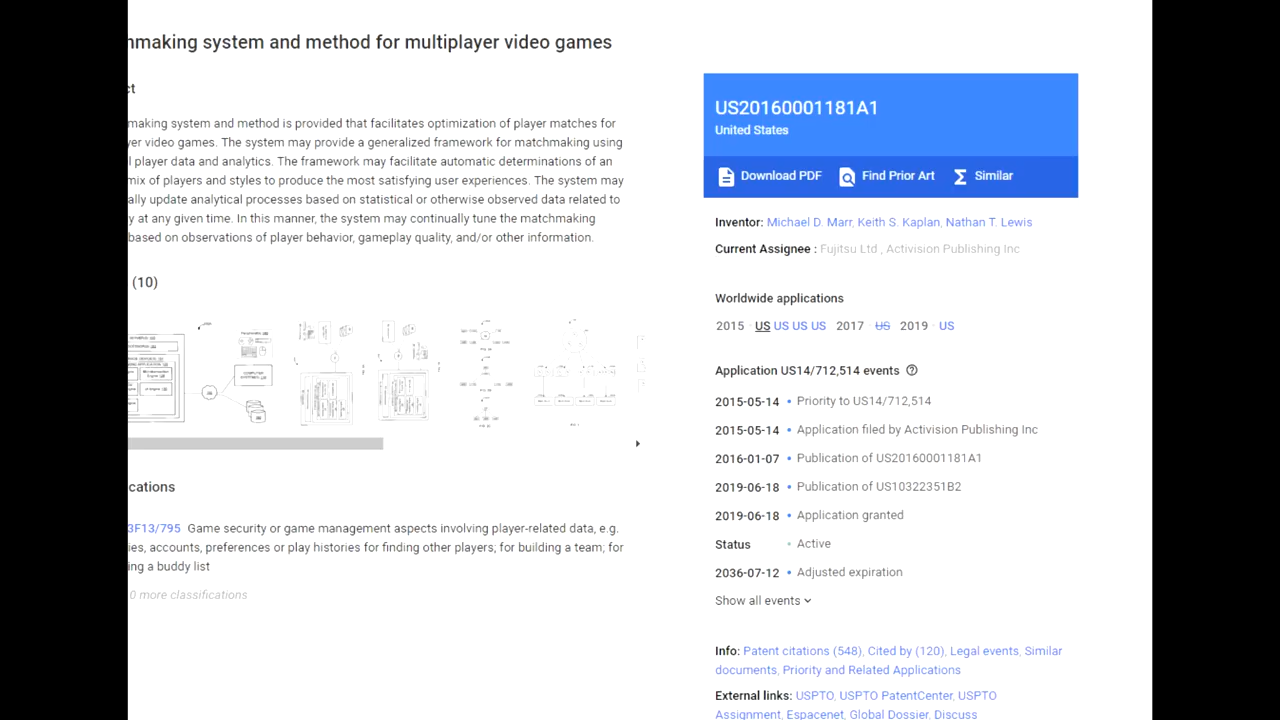 hmaking system and method for multiplayer video games
ct
making system and method is provided that facilitates optimization of player matches for
yer video games. The system may provide a generalized framework for matchmaking using
l player data and analytics. The framework may facilitate automatic determinations of an
mix of players and styles to produce the most satisfying user experiences. The system may
ally update analytical processes based on statistical or otherwise observed data related to
y at any given time. In this manner, the system may continually tune the matchmaking
based on observations of player behavior, gameplay quality, and/or other information.
(10)
cations
3F13/795 Game security or game management aspects involving player-related data, e.g.
ies, accounts, preferences or play histories for finding other players; for building a team; for
ing a buddy list
0 more classifications
US20160001181A1
United States
Download PDF Find Prior Art Similar
Inventor: Michael D. Marr, Keith S. Kaplan, Nathan T. Lewis
Current Assignee : Fujitsu Ltd , Activision Publishing Inc
Worldwide applications
2015 US US US US 2017 US 2019 US
Application US14/712,514 events
2015-05-14 • Priority to US14/712,514
2015-05-14 • Application filed by Activision Publishing Inc
2016-01-07 • Publication of US20160001181A1
2019-06-18 • Publication of US10322351B2
2019-06-18 • Application granted
Status • Active
2036-07-12 • Adjusted expiration
Show all events
Info: Patent citations (548), Cited by (120), Legal events, Similar
documents, Priority and Related Applications
External links: USPTO, USPTO PatentCenter, USPTO
Assignment, Espacenet, Global Dossier, Discuss